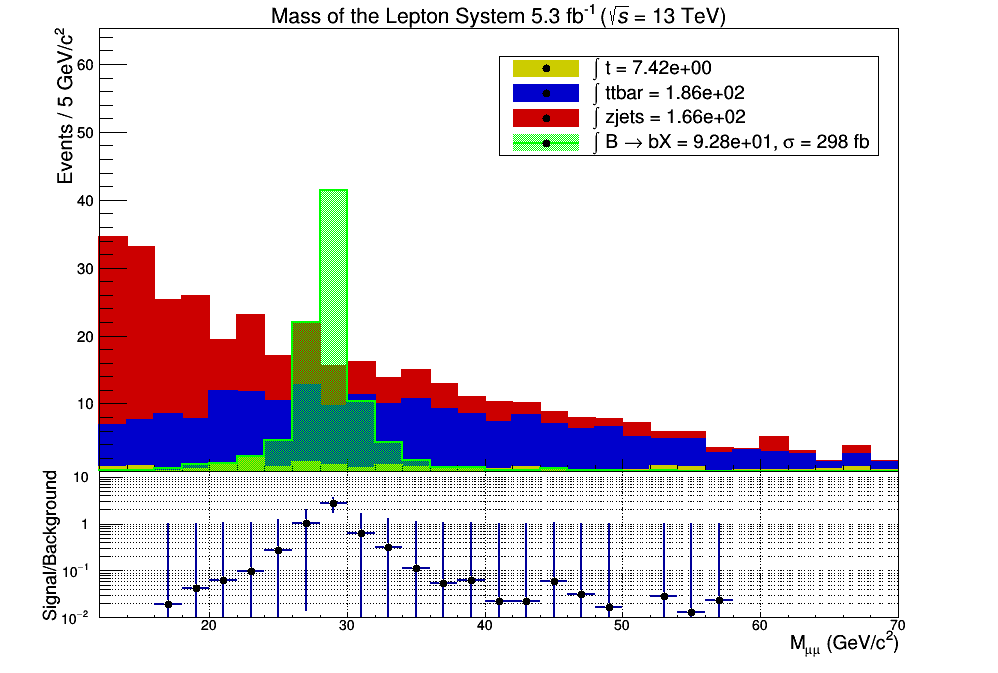 Mass of the Lepton System 5.3 fb⁻¹ (√s = 13 TeV)
Events / 5 GeV/c²
60
50
40
30
20
10
∫ t = 7.42e+00
∫ ttbar = 1.86e+02
∫ zjets = 1.66e+02
∫ B → bX = 9.28e+01, σ = 298 fb
Signal/Background
10
1
10⁻¹
10⁻²
20 30 40 50 60 70
M_μμ (GeV/c²)